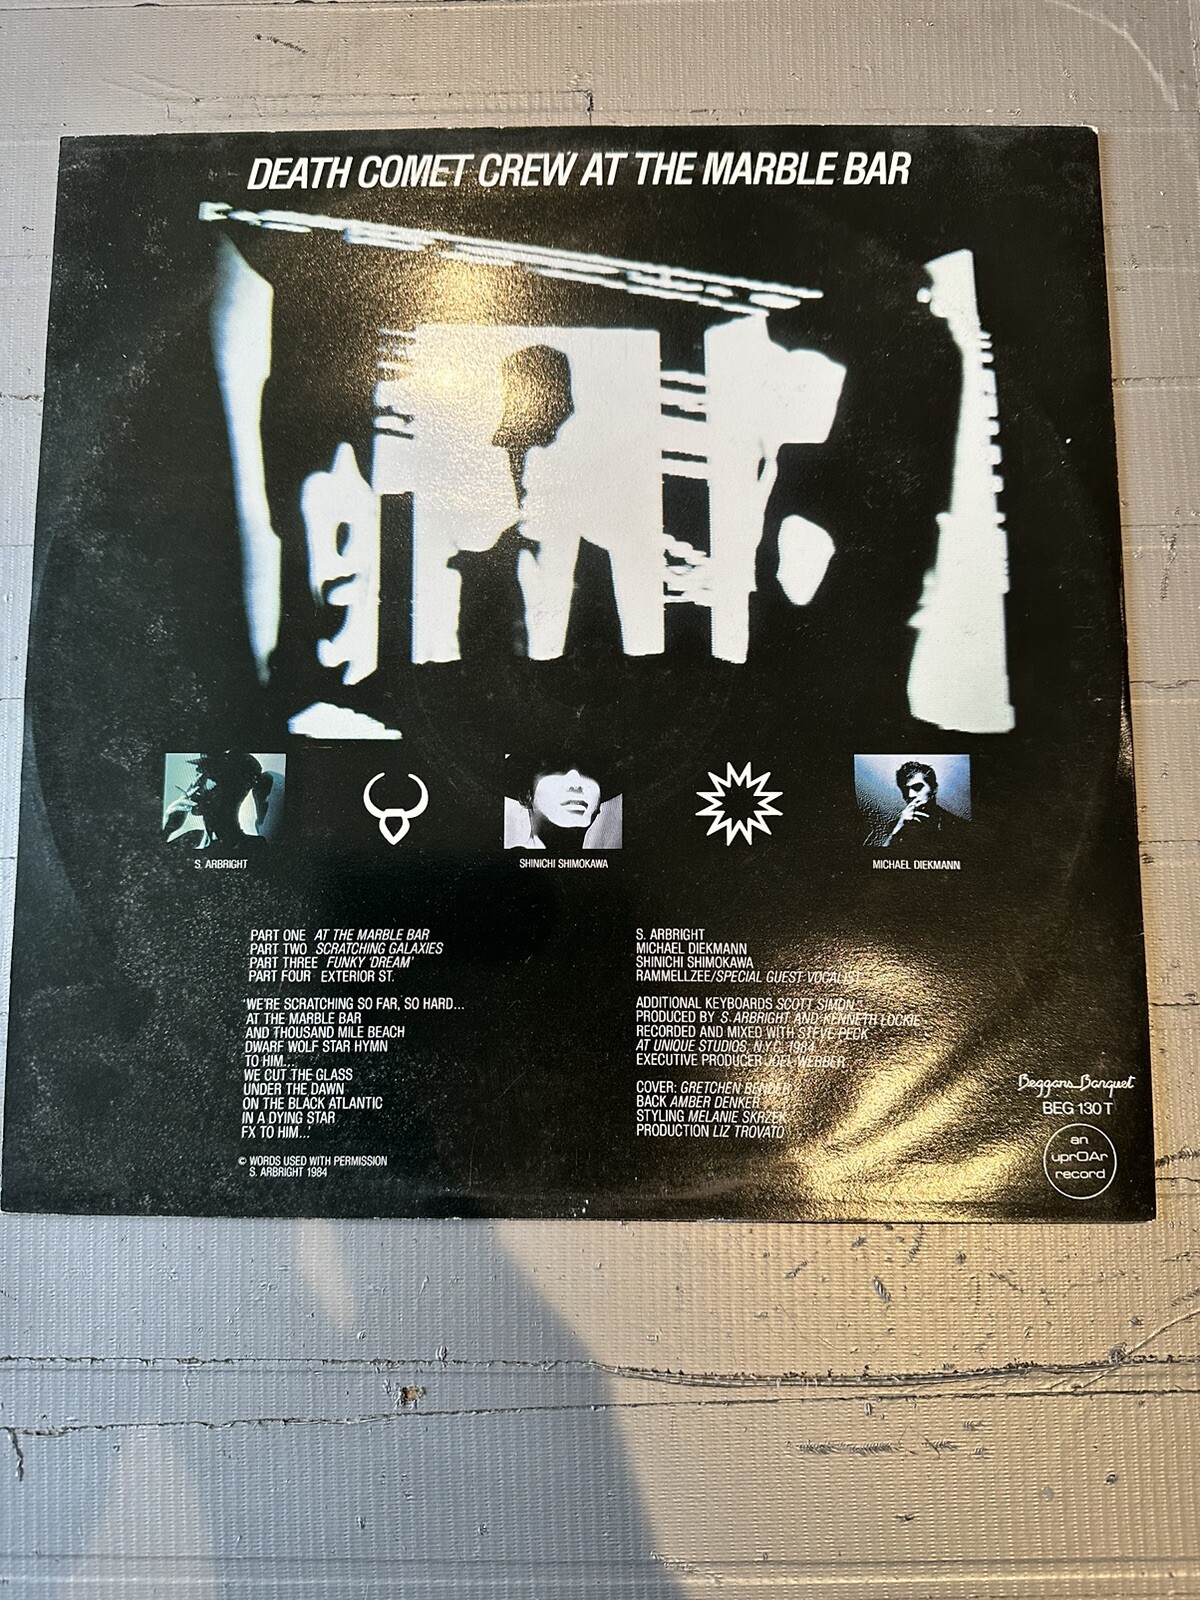 DEATH COMET CREW AT THE MARBLE BAR
S. ARBRIGHT
SHINICHI SHIMOKAWA
MICHAEL DIEKMANN
PART ONE AT THE MARBLE BAR
PART TWO SCRATCHING GALAXIES
PART THREE FUNKY 'DREAM'
PART FOUR EXTERIOR ST.
'WE'RE SCRATCHING SO FAR, SO HARD...
AT THE MARBLE BAR
AND THOUSAND MILE BEACH
DWARF WOLF STAR HYMN
TO HIM...
WE CUT THE GLASS
UNDER THE DAWN
ON THE BLACK ATLANTIC
IN A DYING STAR
FX TO HIM...'
© WORDS USED WITH PERMISSION
S. ARBRIGHT 1984
S. ARBRIGHT
MICHAEL DIEKMANN
SHINICHI SHIMOKAWA
RAMMELLZEE/SPECIAL GUEST VOCALIST
ADDITIONAL KEYBOARDS SCOTT SIMON
PRODUCED BY S. ARBRIGHT AND KENNETH LOCKIE
RECORDED AND MIXED WITH STEVE PECK
AT UNIQUE STUDIOS, N.Y.C. 1984
EXECUTIVE PRODUCER JOEL WEBBER
COVER: GRETCHEN BENDER
BACK AMBER DENKER
STYLING MELANIE SKRZEK
PRODUCTION LIZ TROVATO
Beggars Banquet
BEG 130 T
an
uprOAr
record